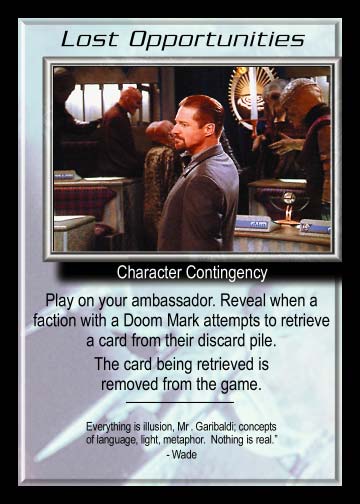 Lost Opportunities
Character Contingency
Play on your ambassador. Reveal when a
faction with a Doom Mark attempts to retrieve
a card from their discard pile.
The card being retrieved is
removed from the game.
Everything is illusion, Mr . Garibaldi; concepts
of language, light, metaphor.  Nothing is real.”
- Wade